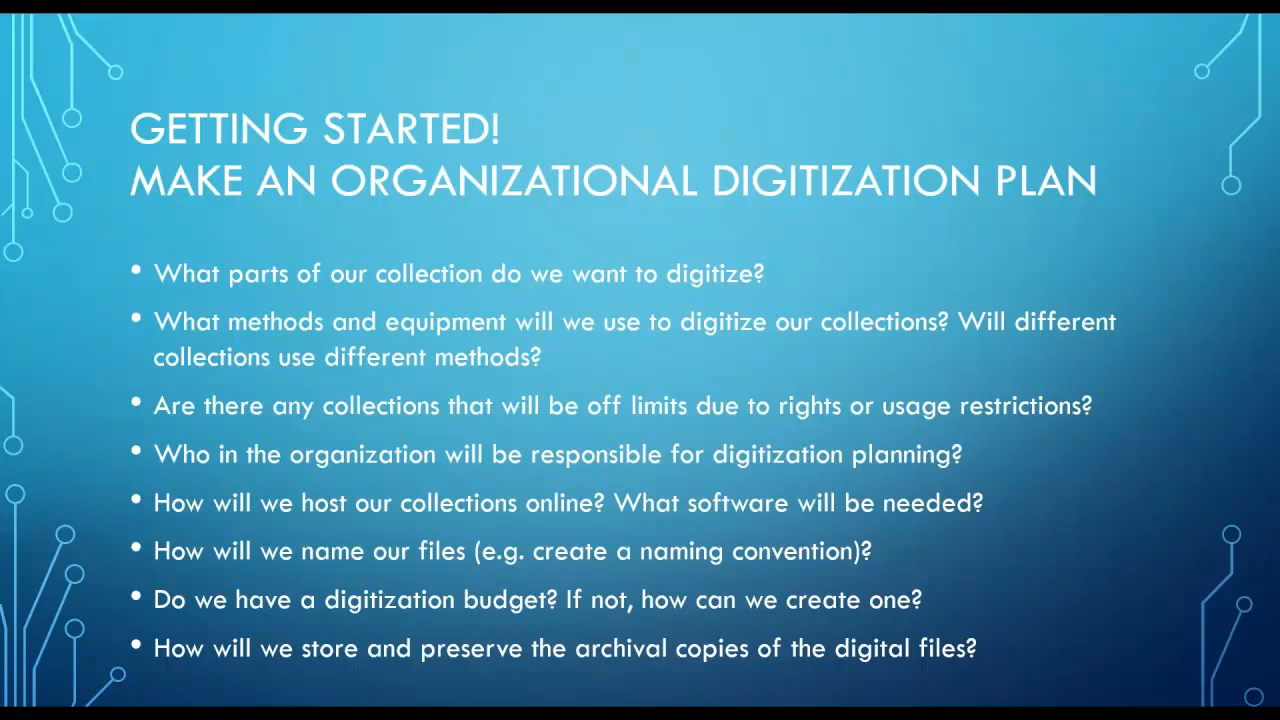 GETTING STARTED!
MAKE AN ORGANIZATIONAL DIGITIZATION PLAN
• What parts of our collection do we want to digitize?
• What methods and equipment will we use to digitize our collections? Will different
collections use different methods?
• Are there any collections that will be off limits due to rights or usage restrictions?
• Who in the organization will be responsible for digitization planning?
• How will we host our collections online? What software will be needed?
• How will we name our files (e.g. create a naming convention)?
• Do we have a digitization budget? If not, how can we create one?
• How will we store and preserve the archival copies of the digital files?